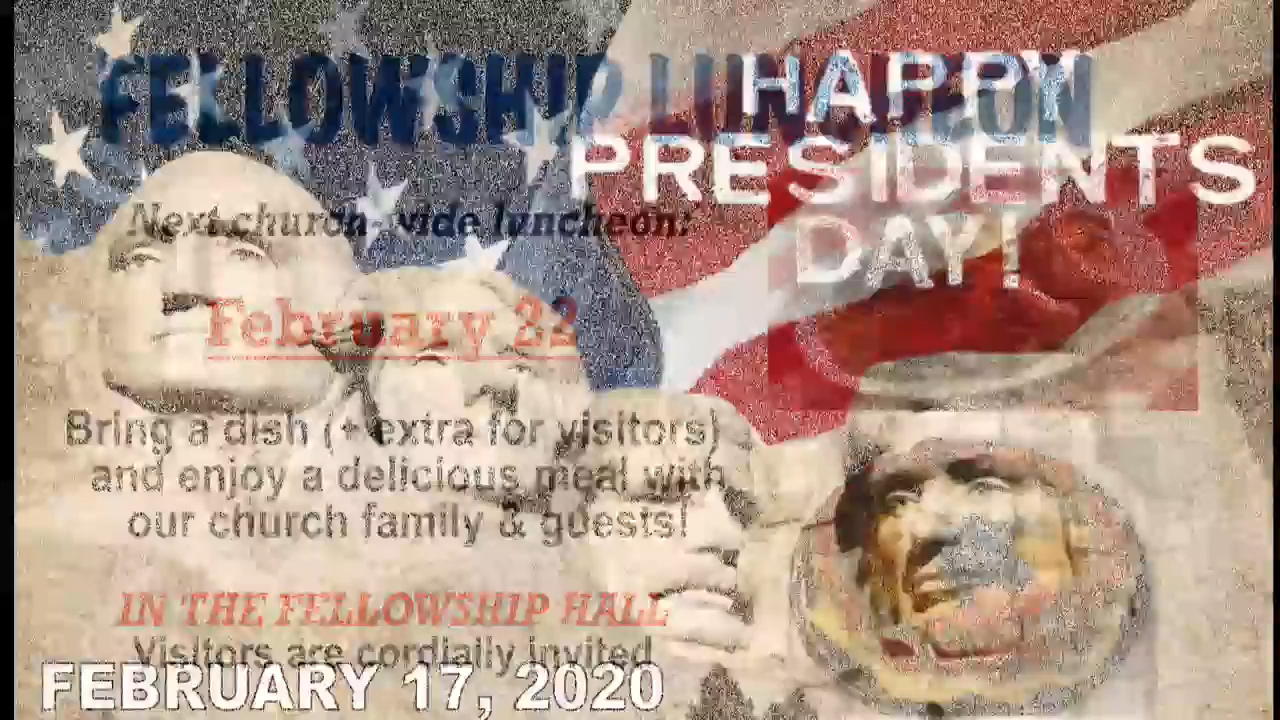 FELLOWSHIP LUNCHEON
HAPPY
PRESIDENTS
DAY!
Next church-wide luncheon:
February 22
Bring a dish (+ extra for visitors)
and enjoy a delicious meal with
our church family & guests!
IN THE FELLOWSHIP HALL
Visitors are cordially invited
FEBRUARY 17, 2020